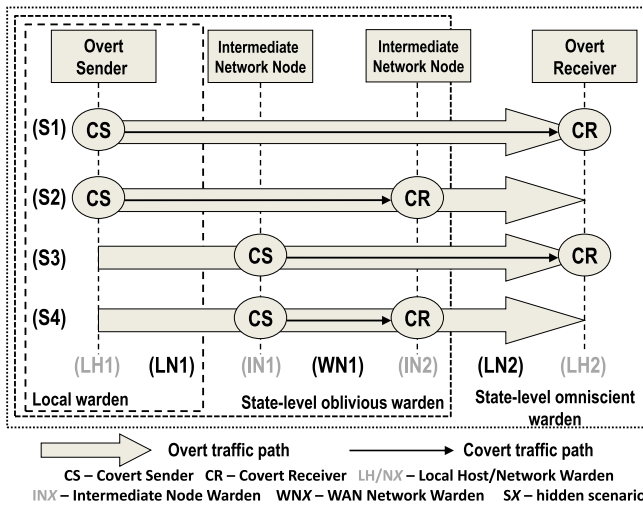 Overt Sender
Intermediate Network Node
Intermediate Network Node
Overt Receiver
(S1) CS CR
(S2) CS CR
(S3) CS CR
(S4) CS CR
(LH1) (LN1) (IN1) (WN1) (IN2) (LN2) (LH2)
Local warden
State-level oblivious warden
State-level omniscient warden
Overt traffic path
Covert traffic path
CS – Covert Sender CR – Covert Receiver LH/NX – Local Host/Network Warden
INX – Intermediate Node Warden WNX – WAN Network Warden SX – hidden scenario